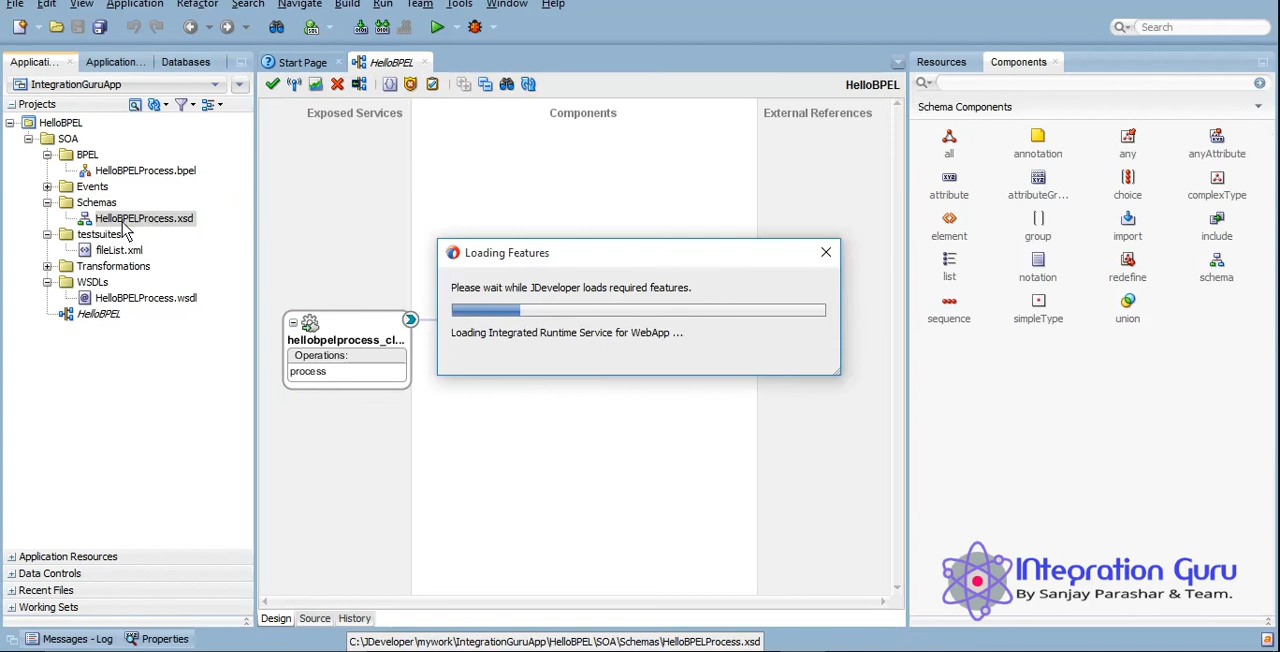 File Edit View Application Refactor Search Navigate Build Run Team Tools Window Help
Search
Applicati...
Application...
Databases
Start Page
HelloBPEL
Resources
Components
IntegrationGuruApp
HelloBPEL
Projects
Schema Components
Exposed Services
Components
External References
HelloBPEL
SOA
BPEL
HelloBPELProcess.bpel
Events
Schemas
HelloBPELProcess.xsd
testsuites
fileList.xml
Transformations
WSDLs
HelloBPELProcess.wsdl
HelloBPEL
all
annotation
any
anyAttribute
attribute
attributeGr...
choice
complexType
element
group
import
include
list
notation
redefine
schema
sequence
simpleType
union
Loading Features
Please wait while JDeveloper loads required features.
Loading Integrated Runtime Service for WebApp ...
hellobpelprocess_cl...
Operations:
process
Application Resources
Data Controls
Recent Files
Working Sets
INtegration Guru
By Sanjay Parashar & Team.
Design
Source
History
Messages - Log
Properties
C:\JDeveloper\mywork\IntegrationGuruApp\HelloBPEL\SOA\Schemas\HelloBPELProcess.xsd